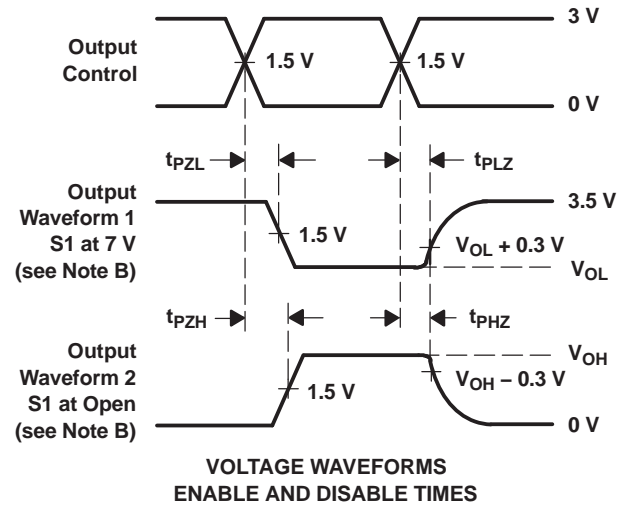 3 V
Output
Control
1.5 V
1.5 V
0 V
tPZL
tPLZ
Output
Waveform 1
S1 at 7 V
(see Note B)
3.5 V
1.5 V
VOL + 0.3 V
VOL
tPZH
tPHZ
Output
Waveform 2
S1 at Open
(see Note B)
VOH
1.5 V
VOH – 0.3 V
0 V
VOLTAGE WAVEFORMS
ENABLE AND DISABLE TIMES